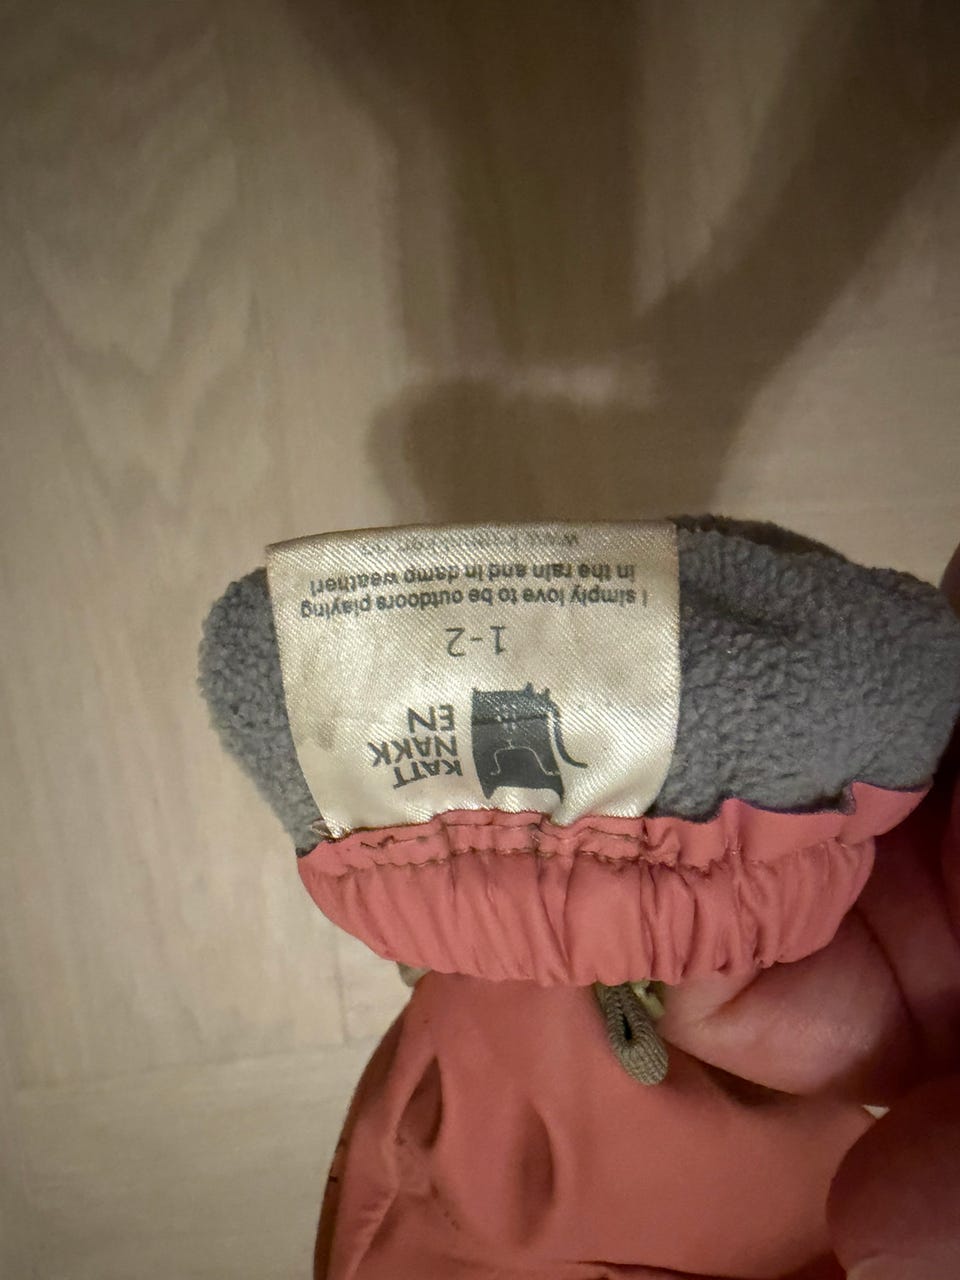 KATT
NAKK
EN
1-2
I simply love to be outdoors playing
in the rain and in damp weather!